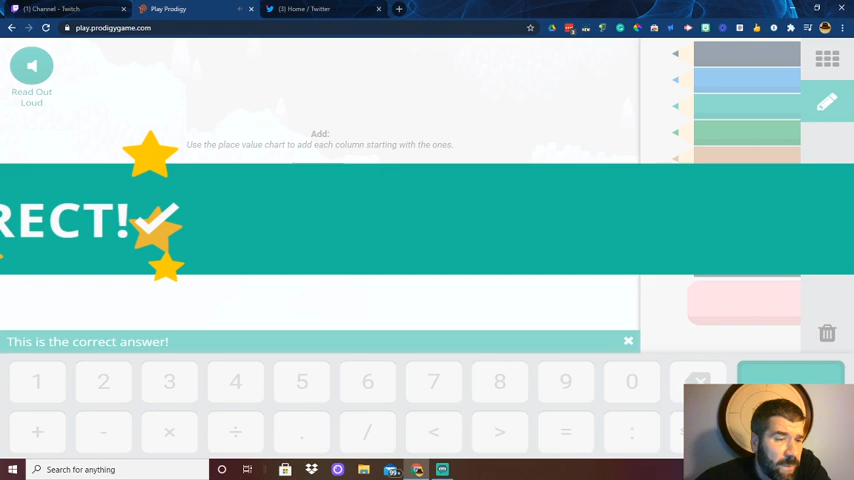 (1) Channel - Twitch
Play Prodigy
(3) Home / Twitter
play.prodigygame.com
Read Out
Loud
Add:
Use the place value chart to add each column starting with the ones.
RECT!
This is the correct answer!
1 2 3 4 5 6 7 8 9 0
+ - × ÷ . / < > = :
Search for anything